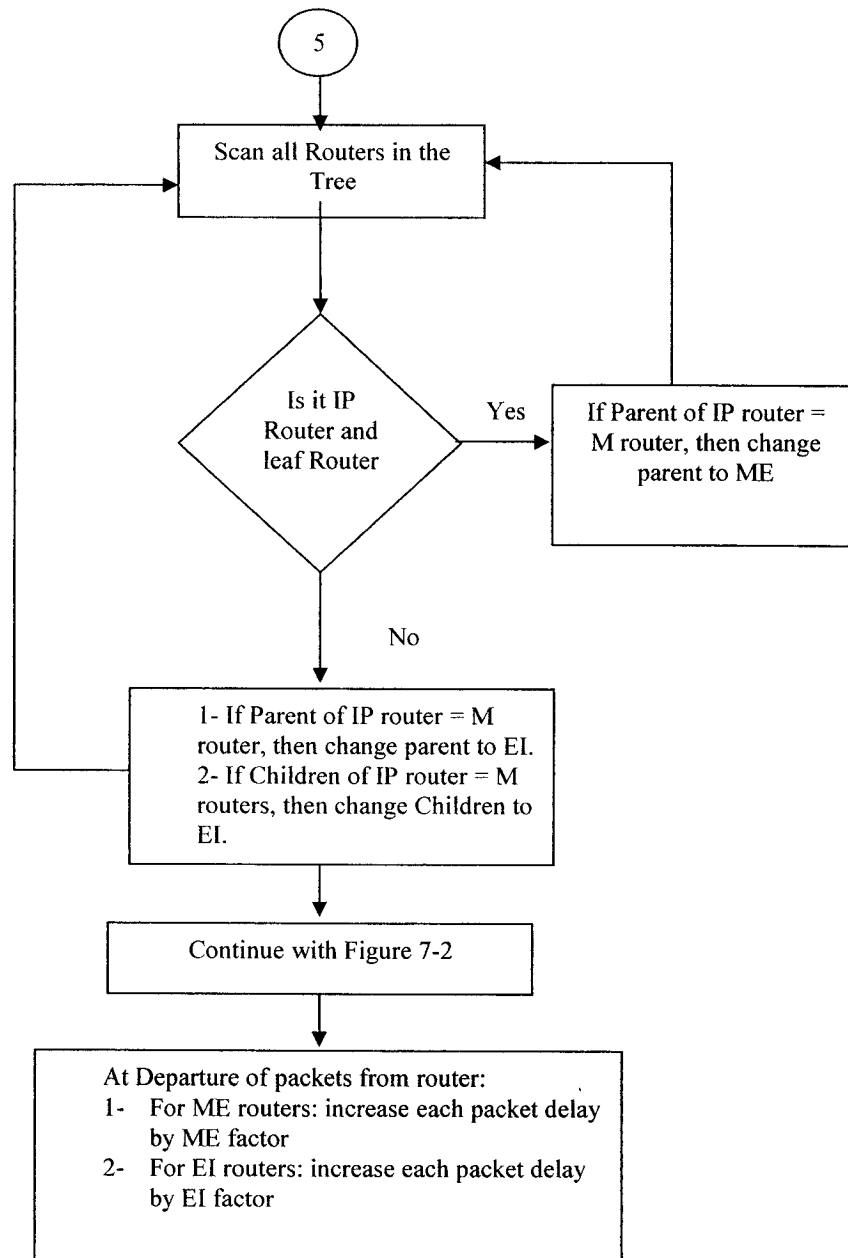 5
Scan all Routers in the
Tree
Is it IP
Router and
leaf Router
Yes
If Parent of IP router =
M router, then change
parent to ME
No
1- If Parent of IP router = M
router, then change parent to EI.
2- If Children of IP router = M
routers, then change Children to
EI.
Continue with Figure 7-2
At Departure of packets from router:
1- For ME routers: increase each packet delay
by ME factor
2- For EI routers: increase each packet delay
by EI factor